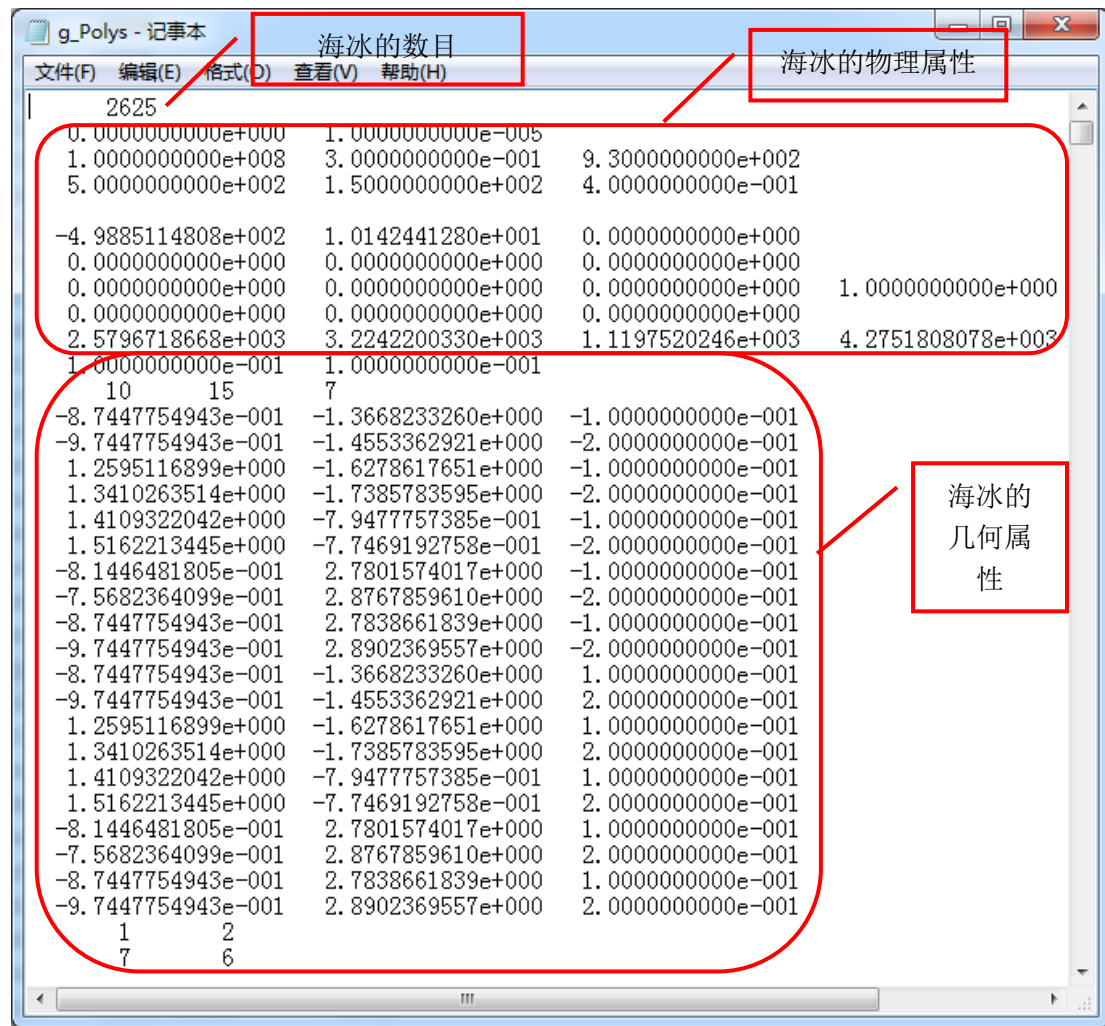 g_Polys - 记事本
海冰的数目
海冰的物理属性
文件(F) 编辑(E) 格式(O) 查看(V) 帮助(H)
2625
0.0000000000e+000 1.0000000000e-005
1.0000000000e+008 3.0000000000e-001 9.3000000000e+002
5.0000000000e+002 1.5000000000e+002 4.0000000000e-001
-4.9885114808e+002 1.0142441280e+001 0.0000000000e+000
0.0000000000e+000 0.0000000000e+000 0.0000000000e+000
0.0000000000e+000 0.0000000000e+000 0.0000000000e+000 1.0000000000e+000
0.0000000000e+000 0.0000000000e+000 0.0000000000e+000
2.5796718668e+003 3.2242200330e+003 1.1197520246e+003 4.2751808078e+003
1.0000000000e-001 1.0000000000e-001
10 15 7
-8.7447754943e-001 -1.3668233260e+000 -1.0000000000e-001
-9.7447754943e-001 -1.4553362921e+000 -2.0000000000e-001
1.2595116899e+000 -1.6278617651e+000 -1.0000000000e-001
1.3410263514e+000 -1.7385783595e+000 -2.0000000000e-001
1.4109322042e+000 -7.9477757385e-001 -1.0000000000e-001
1.5162213445e+000 -7.7469192758e-001 -2.0000000000e-001
-8.1446481805e-001 2.7801574017e+000 -1.0000000000e-001
-7.5682364099e-001 2.8767859610e+000 -2.0000000000e-001
-8.7447754943e-001 2.7838661839e+000 -1.0000000000e-001
-9.7447754943e-001 2.8902369557e+000 -2.0000000000e-001
-8.7447754943e-001 -1.3668233260e+000 1.0000000000e-001
-9.7447754943e-001 -1.4553362921e+000 2.0000000000e-001
1.2595116899e+000 -1.6278617651e+000 1.0000000000e-001
1.3410263514e+000 -1.7385783595e+000 2.0000000000e-001
1.4109322042e+000 -7.9477757385e-001 1.0000000000e-001
1.5162213445e+000 -7.7469192758e-001 2.0000000000e-001
-8.1446481805e-001 2.7801574017e+000 1.0000000000e-001
-7.5682364099e-001 2.8767859610e+000 2.0000000000e-001
-8.7447754943e-001 2.7838661839e+000 1.0000000000e-001
-9.7447754943e-001 2.8902369557e+000 2.0000000000e-001
1 2
7 6
海冰的
几何属
性